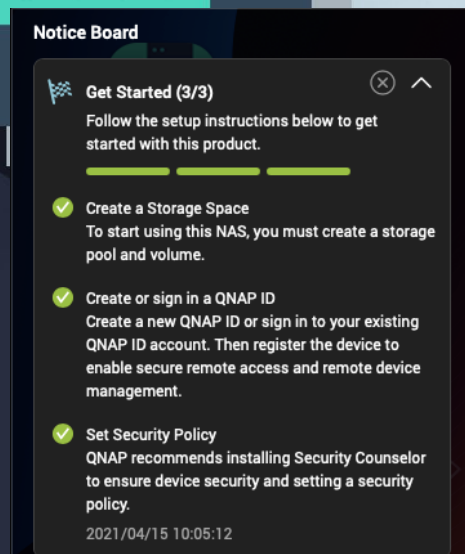 Notice Board
Get Started (3/3)
Follow the setup instructions below to get
started with this product.
Create a Storage Space
To start using this NAS, you must create a storage
pool and volume.
Create or sign in a QNAP ID
Create a new QNAP ID or sign in to your existing
QNAP ID account. Then register the device to
enable secure remote access and remote device
management.
Set Security Policy
QNAP recommends installing Security Counselor
to ensure device security and setting a security
policy.
2021/04/15 10:05:12